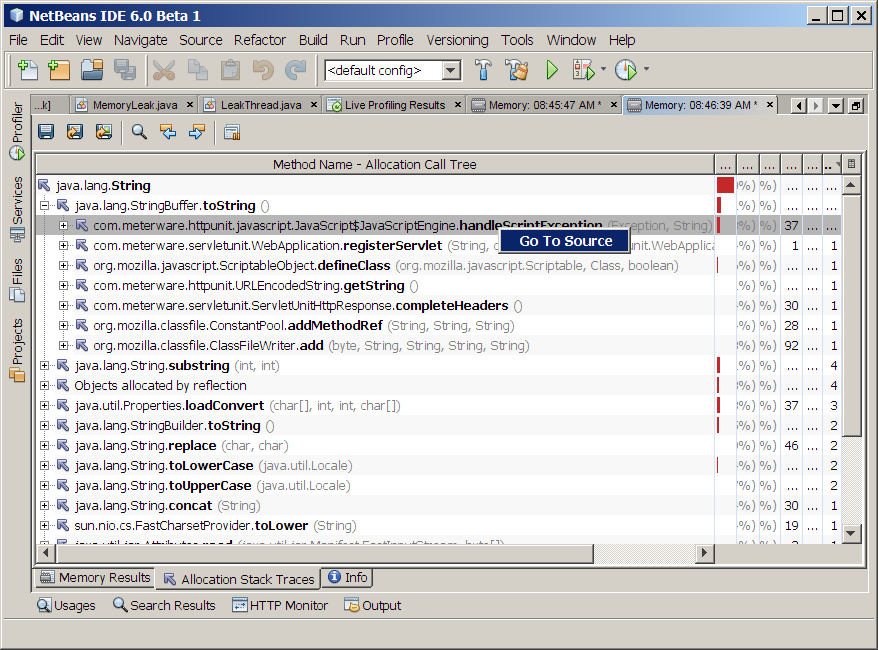 NetBeans IDE 6.0 Beta 1
File Edit View Navigate Source Refactor Build Run Profile Versioning Tools Window Help
<default config>
...k] MemoryLeak.java LeakThread.java Live Profiling Results Memory: 08:45:47 AM * Memory: 08:46:39 AM *
Profiler
Services
Files
Projects
Method Name - Allocation Call Tree ... ... ... ... ... ..
java.lang.String %) %) ... ... ...
java.lang.StringBuffer.toString () %) %) ... ... ...
com.meterware.httpunit.javascript.JavaScript$JavaScriptEngine.handleScriptException (Exception, String) %) %) 37 ... ...
Go To Source
com.meterware.servletunit.WebApplication.registerServlet (String, unit.WebApplica %) %) 1 ... 1
org.mozilla.javascript.ScriptableObject.defineClass (org.mozilla.javascript.Scriptable, Class, boolean) %) %) ... ... 1
com.meterware.httpunit.URLEncodedString.getString () %) %) ... ... 1
com.meterware.servletunit.ServletUnitHttpResponse.completeHeaders () %) %) 30 ... 1
org.mozilla.classfile.ConstantPool.addMethodRef (String, String, String) %) %) 28 ... 1
org.mozilla.classfile.ClassFileWriter.add (byte, String, String, String, String) %) %) 92 ... 1
java.lang.String.substring (int, int) %) %) ... ... 4
Objects allocated by reflection %) %) ... ... 4
java.util.Properties.loadConvert (char[], int, int, char[]) %) %) 37 ... 3
java.lang.StringBuilder.toString () %) %) ... ... 2
java.lang.String.replace (char, char) %) %) 46 ... 2
java.lang.String.toLowerCase (java.util.Locale) %) %) ... ... 2
java.lang.String.toUpperCase (java.util.Locale) %) %) ... ... 2
java.lang.String.concat (String) %) %) 30 ... 1
sun.nio.cs.FastCharsetProvider.toLower (String) %) %) 19 ... 1
Memory Results Allocation Stack Traces Info
Usages Search Results HTTP Monitor Output